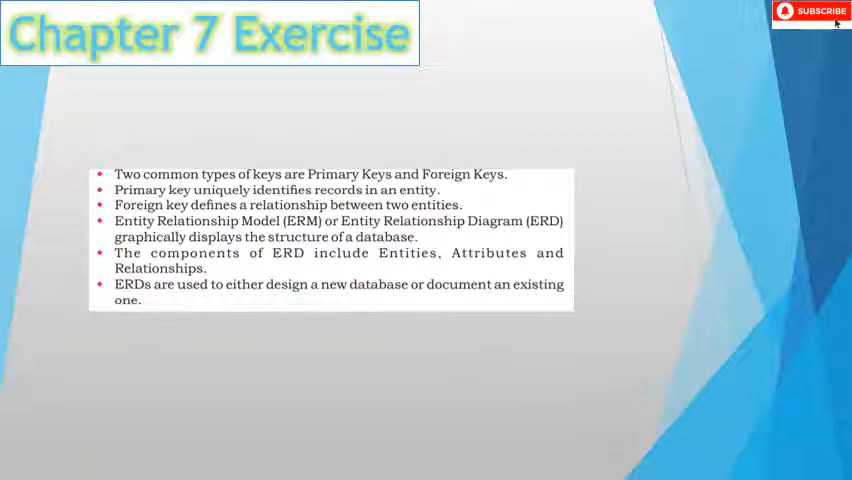 Chapter 7 Exercise
SUBSCRIBE
Two common types of keys are Primary Keys and Foreign Keys.
Primary key uniquely identifies records in an entity.
Foreign key defines a relationship between two entities.
Entity Relationship Model (ERM) or Entity Relationship Diagram (ERD)
graphically displays the structure of a database.
The components of ERD include Entities, Attributes and
Relationships.
ERDs are used to either design a new database or document an existing
one.